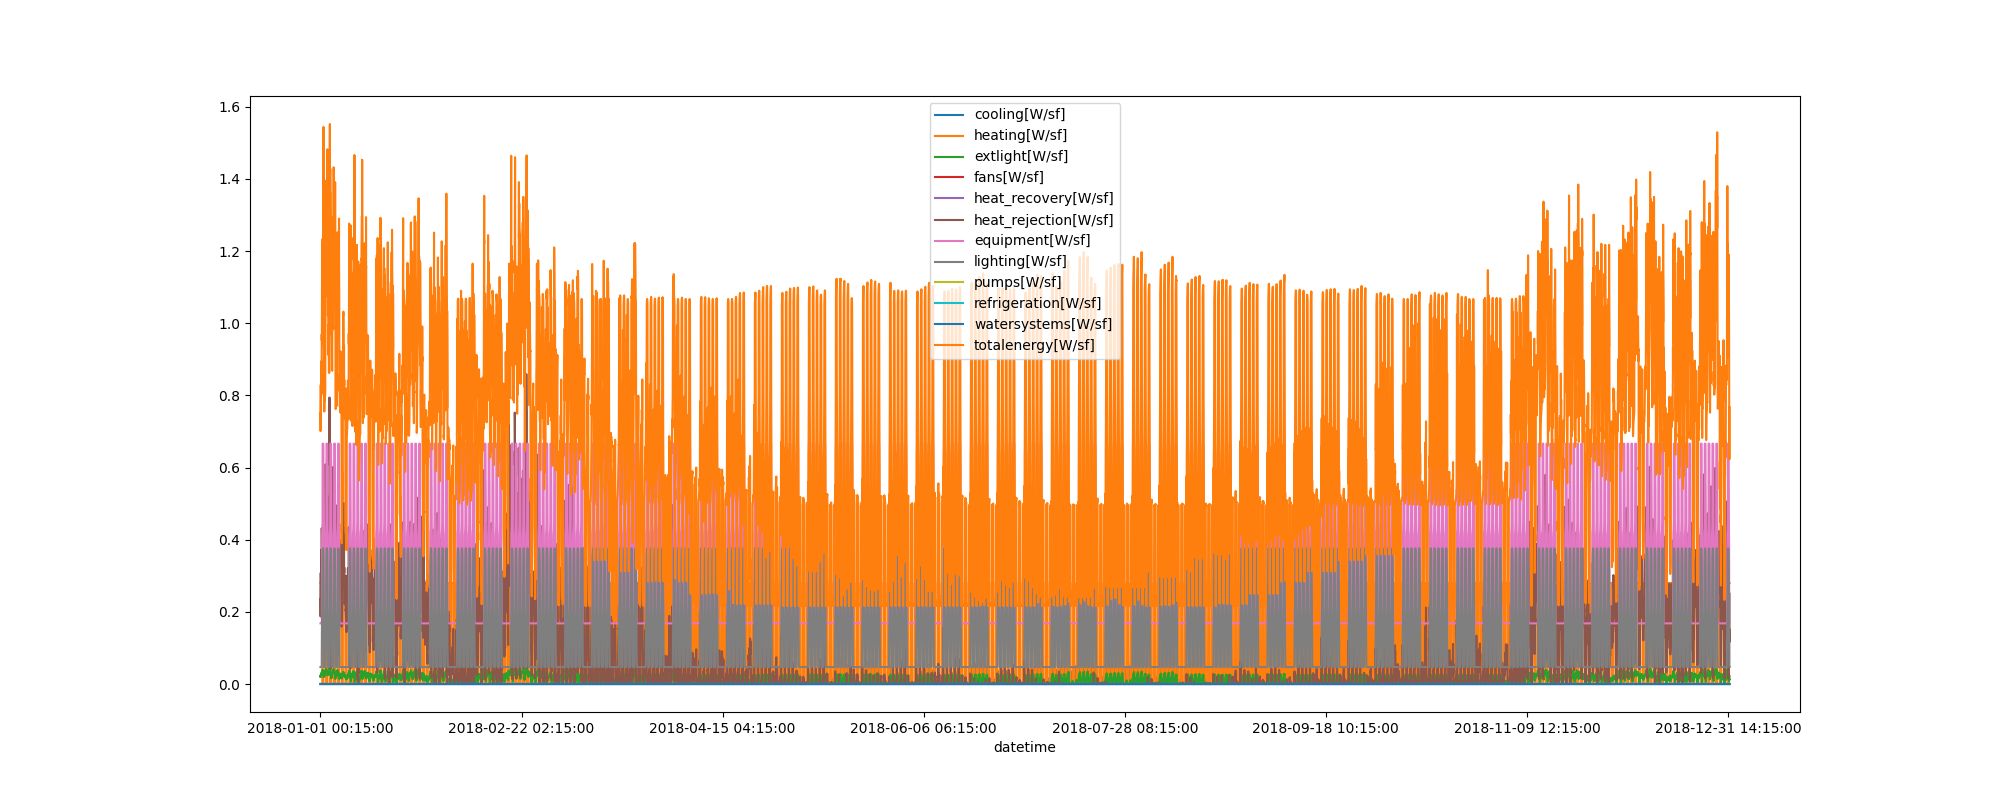 1.6
1.4
1.2
1.0
0.8
0.6
0.4
0.2
0.0
cooling[W/sf]
heating[W/sf]
extlight[W/sf]
fans[W/sf]
heat_recovery[W/sf]
heat_rejection[W/sf]
equipment[W/sf]
lighting[W/sf]
pumps[W/sf]
refrigeration[W/sf]
watersystems[W/sf]
totalenergy[W/sf]
2018-01-01 00:15:00 2018-02-22 02:15:00 2018-04-15 04:15:00 2018-06-06 06:15:00 2018-07-28 08:15:00 2018-09-18 10:15:00 2018-11-09 12:15:00 2018-12-31 14:15:00
datetime